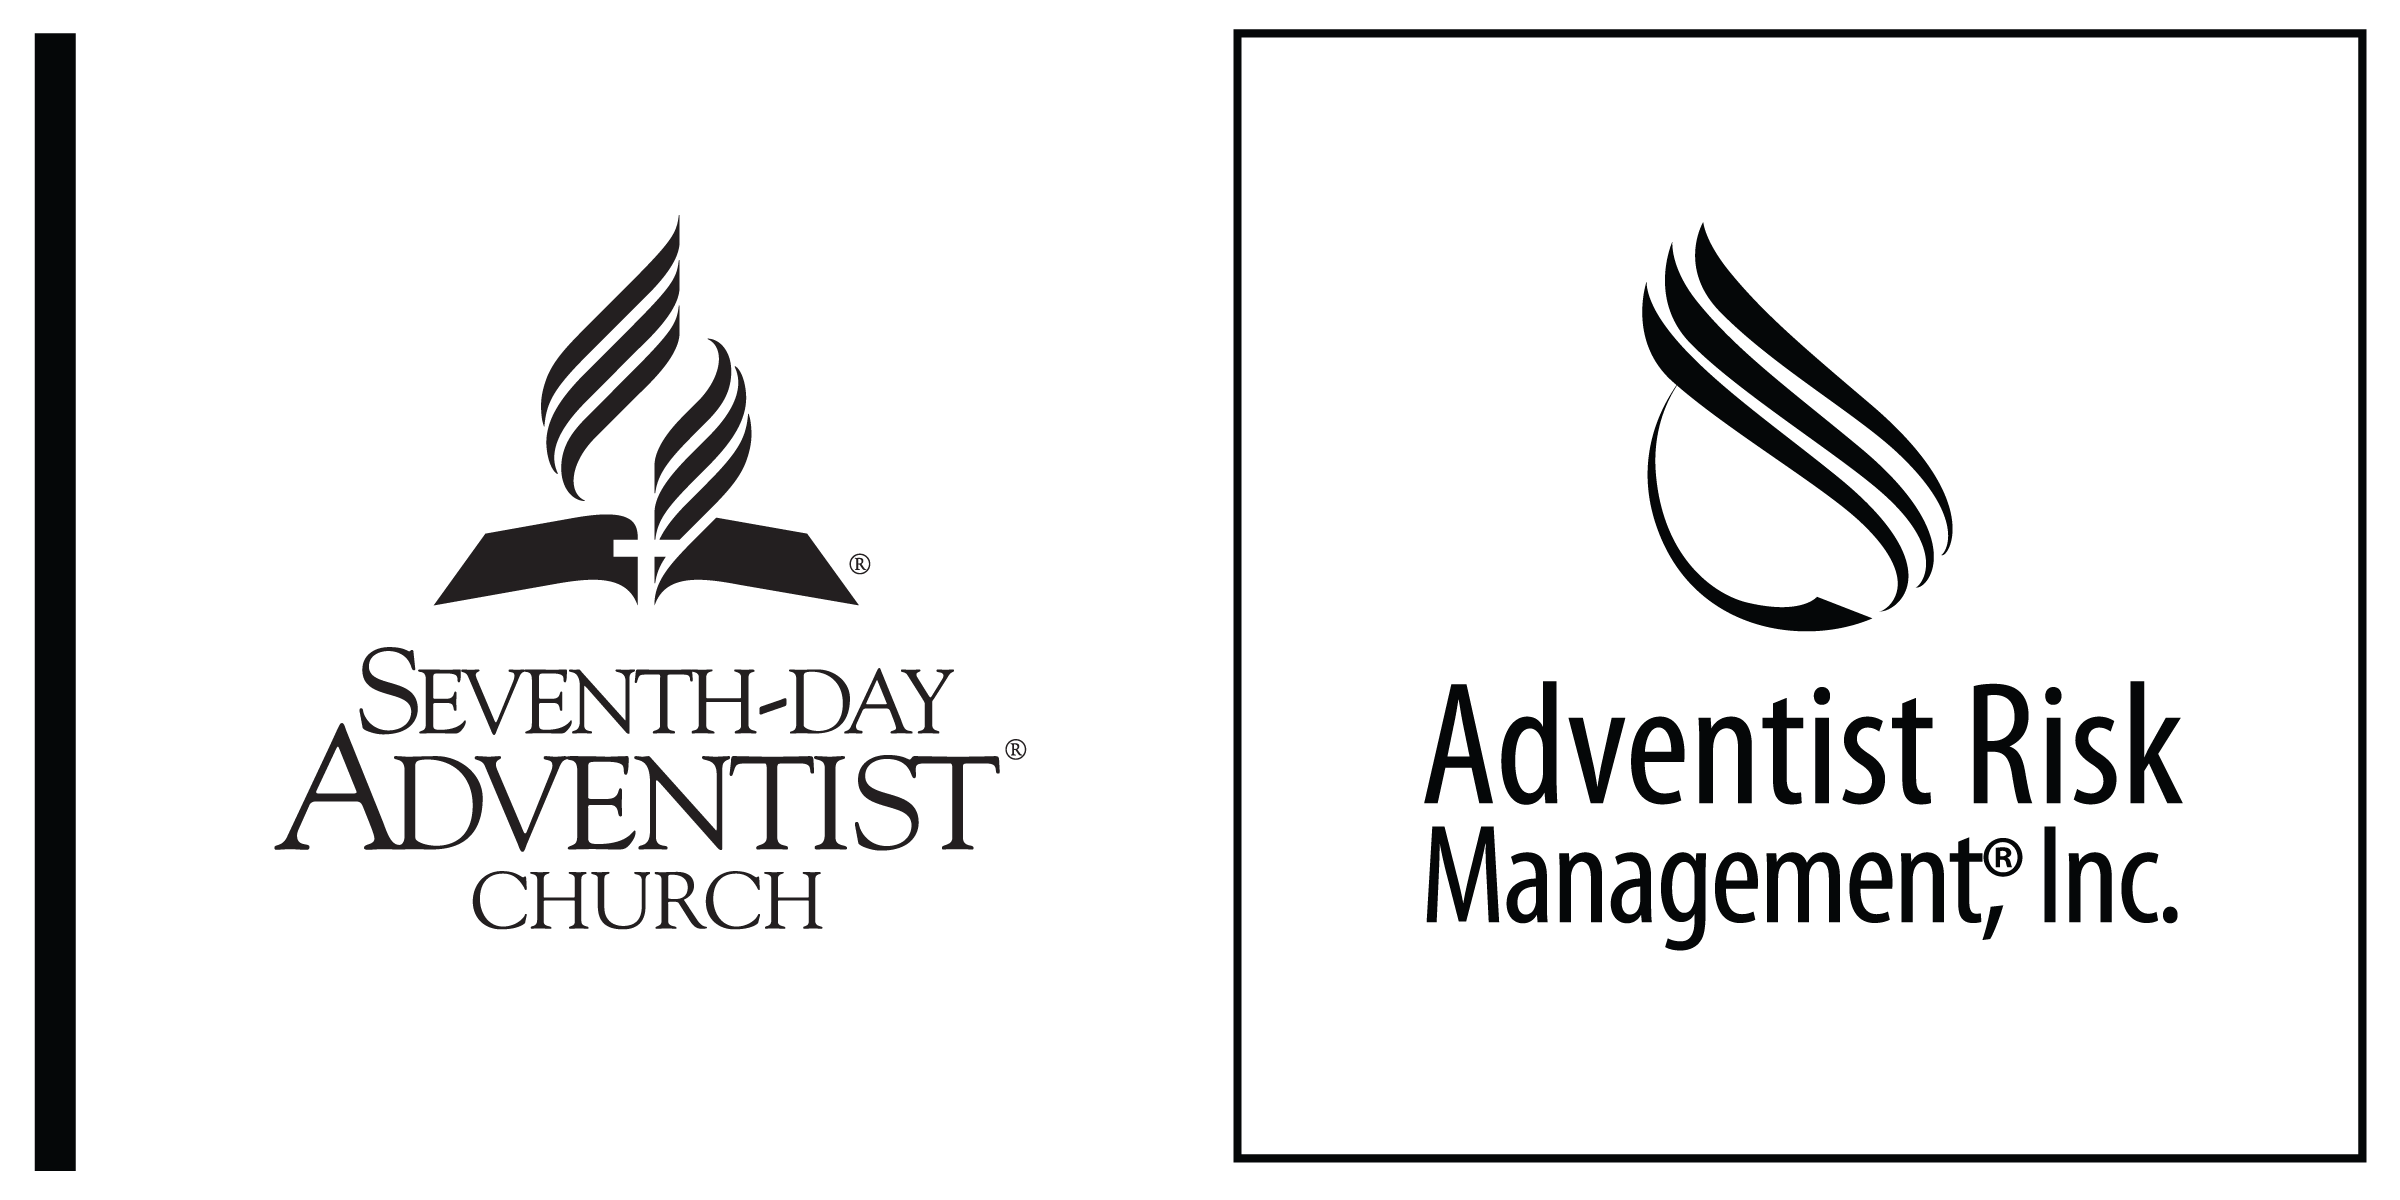 ®
SEVENTH-DAY
ADVENTIST®
CHURCH
Adventist Risk
Management,® Inc.